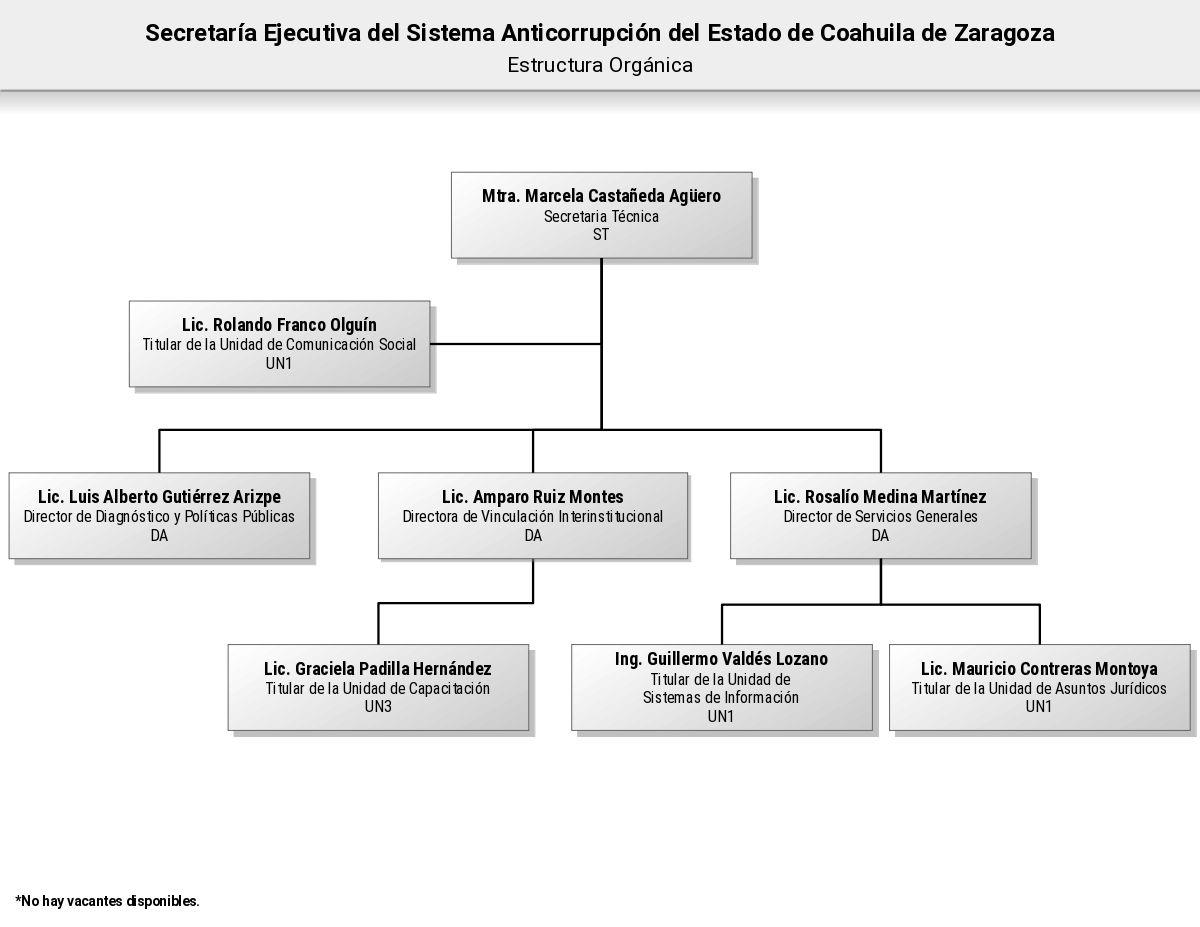 Secretaría Ejecutiva del Sistema Anticorrupción del Estado de Coahuila de Zaragoza
Estructura Orgánica
Mtra. Marcela Castañeda Agüero
Secretaria Técnica
ST
Lic. Rolando Franco Olguín
Titular de la Unidad de Comunicación Social
UN1
Lic. Luis Alberto Gutiérrez Arizpe
Director de Diagnóstico y Políticas Públicas
DA
Lic. Amparo Ruiz Montes
Directora de Vinculación Interinstitucional
DA
Lic. Rosalío Medina Martínez
Director de Servicios Generales
DA
Lic. Graciela Padilla Hernández
Titular de la Unidad de Capacitación
UN3
Ing. Guillermo Valdés Lozano
Titular de la Unidad de
Sistemas de Información
UN1
Lic. Mauricio Contreras Montoya
Titular de la Unidad de Asuntos Jurídicos
UN1
*No hay vacantes disponibles.